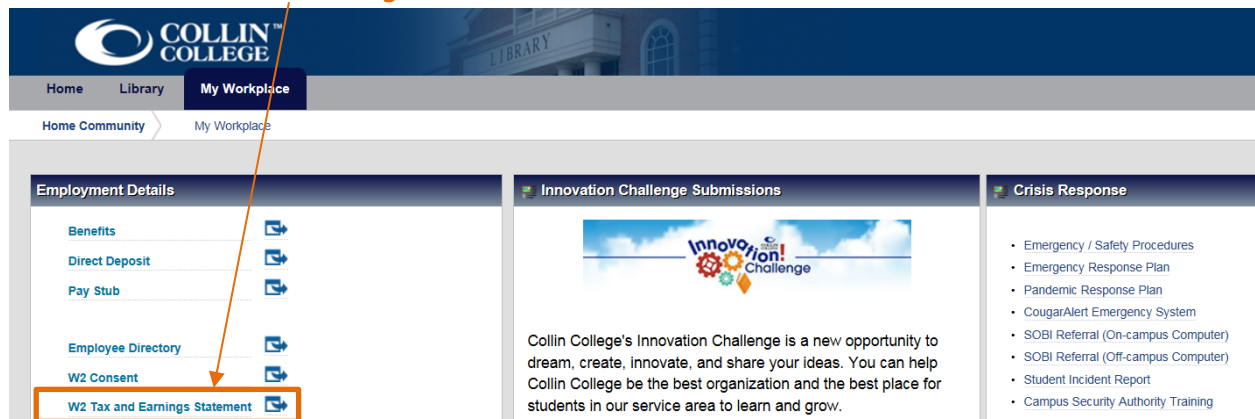 COLLIN™
COLLEGE
LIBRARY
Home Library My Workplace
Home Community My Workplace
Employment Details
Benefits
Direct Deposit
Pay Stub
Employee Directory
W2 Consent
W2 Tax and Earnings Statement
Innovation Challenge Submissions
COLLIN
COLLEGE
Innovation!
Challenge
Collin College's Innovation Challenge is a new opportunity to
dream, create, innovate, and share your ideas. You can help
Collin College be the best organization and the best place for
students in our service area to learn and grow.
Crisis Response
Emergency / Safety Procedures
Emergency Response Plan
Pandemic Response Plan
CougarAlert Emergency System
SOBI Referral (On-campus Computer)
SOBI Referral (Off-campus Computer)
Student Incident Report
Campus Security Authority Training